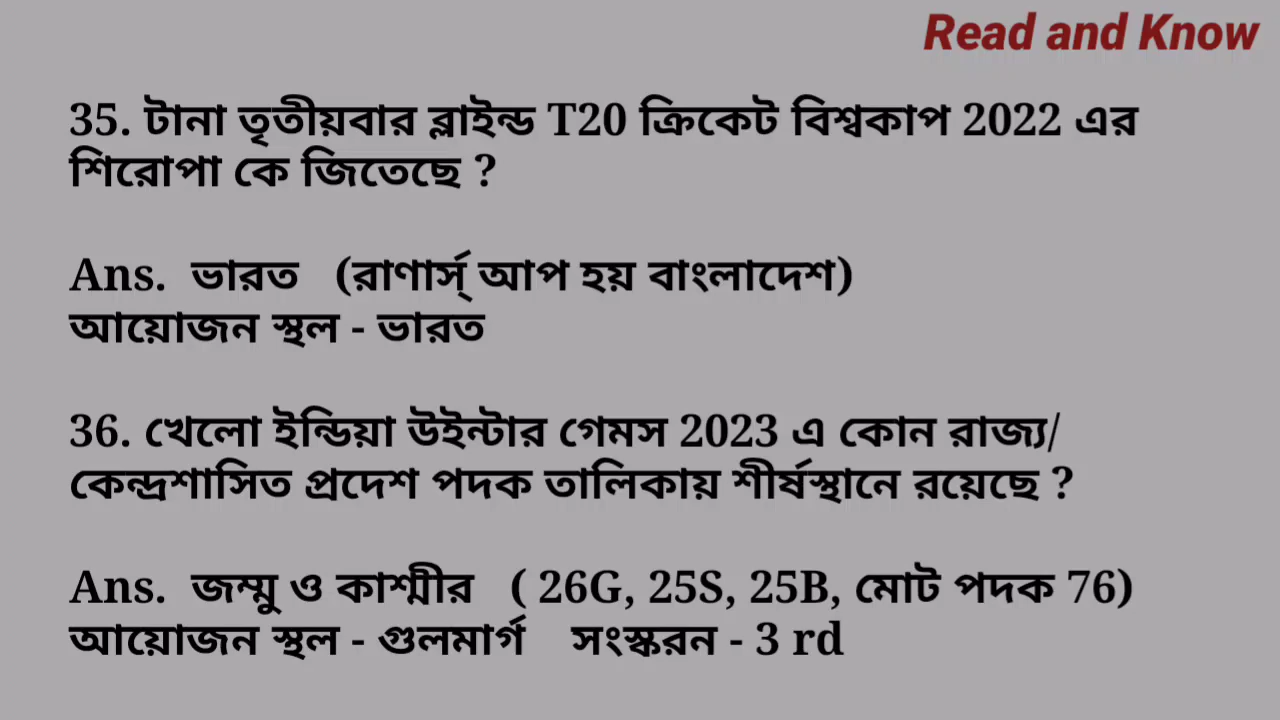 Read and Know
35. টানা তৃতীয়বার ব্লাইন্ড T20 ক্রিকেট বিশ্বকাপ 2022 এর
শিরোপা কে জিতেছে ?
Ans. ভারত (রাণার্স্ আপ হয় বাংলাদেশ)
আয়োজন স্থল - ভারত
36. খেলো ইন্ডিয়া উইন্টার গেমস 2023 এ কোন রাজ্য/
কেন্দ্রশাসিত প্রদেশ পদক তালিকায় শীর্ষস্থানে রয়েছে ?
Ans. জম্মু ও কাশ্মীর ( 26G, 25S, 25B, মোট পদক 76)
আয়োজন স্থল - গুলমার্গ সংস্করন - 3 rd